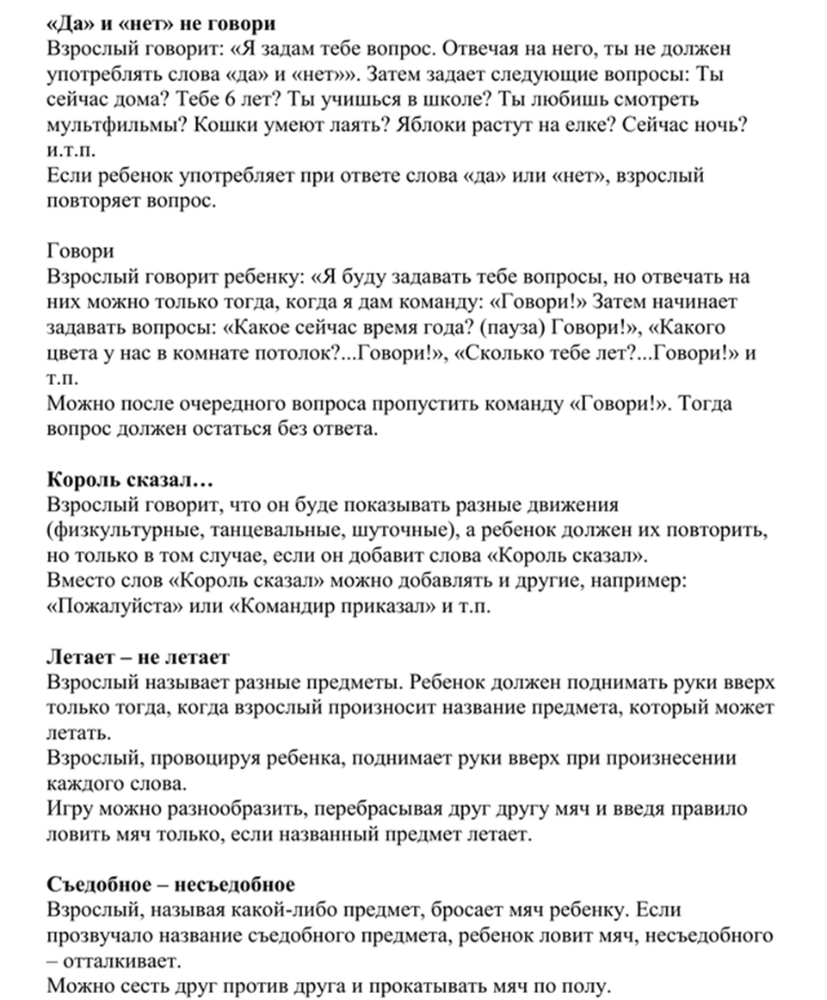 «Да» и «нет» не говори
Взрослый говорит: «Я задам тебе вопрос. Отвечая на него, ты не должен
употреблять слова «да» и «нет»». Затем задает следующие вопросы: Ты
сейчас дома? Тебе 6 лет? Ты учишься в школе? Ты любишь смотреть
мультфильмы? Кошки умеют лаять? Яблоки растут на елке? Сейчас ночь?
и.т.п.
Если ребенок употребляет при ответе слова «да» или «нет», взрослый
повторяет вопрос.
Говори
Взрослый говорит ребенку: «Я буду задавать тебе вопросы, но отвечать на
них можно только тогда, когда я дам команду: «Говори!» Затем начинает
задавать вопросы: «Какое сейчас время года? (пауза) Говори!», «Какого
цвета у нас в комнате потолок?...Говори!», «Сколько тебе лет?...Говори!» и
т.п.
Можно после очередного вопроса пропустить команду «Говори!». Тогда
вопрос должен остаться без ответа.
Король сказал…
Взрослый говорит, что он буде показывать разные движения
(физкультурные, танцевальные, шуточные), а ребенок должен их повторить,
но только в том случае, если он добавит слова «Король сказал».
Вместо слов «Король сказал» можно добавлять и другие, например:
«Пожалуйста» или «Командир приказал» и т.п.
Летает – не летает
Взрослый называет разные предметы. Ребенок должен поднимать руки вверх
только тогда, когда взрослый произносит название предмета, который может
летать.
Взрослый, провоцируя ребенка, поднимает руки вверх при произнесении
каждого слова.
Игру можно разнообразить, перебрасывая друг другу мяч и введя правило
ловить мяч только, если названный предмет летает.
Съедобное – несъедобное
Взрослый, называя какой-либо предмет, бросает мяч ребенку. Если
прозвучало название съедобного предмета, ребенок ловит мяч, несъедобного
– отталкивает.
Можно сесть друг против друга и прокатывать мяч по полу.